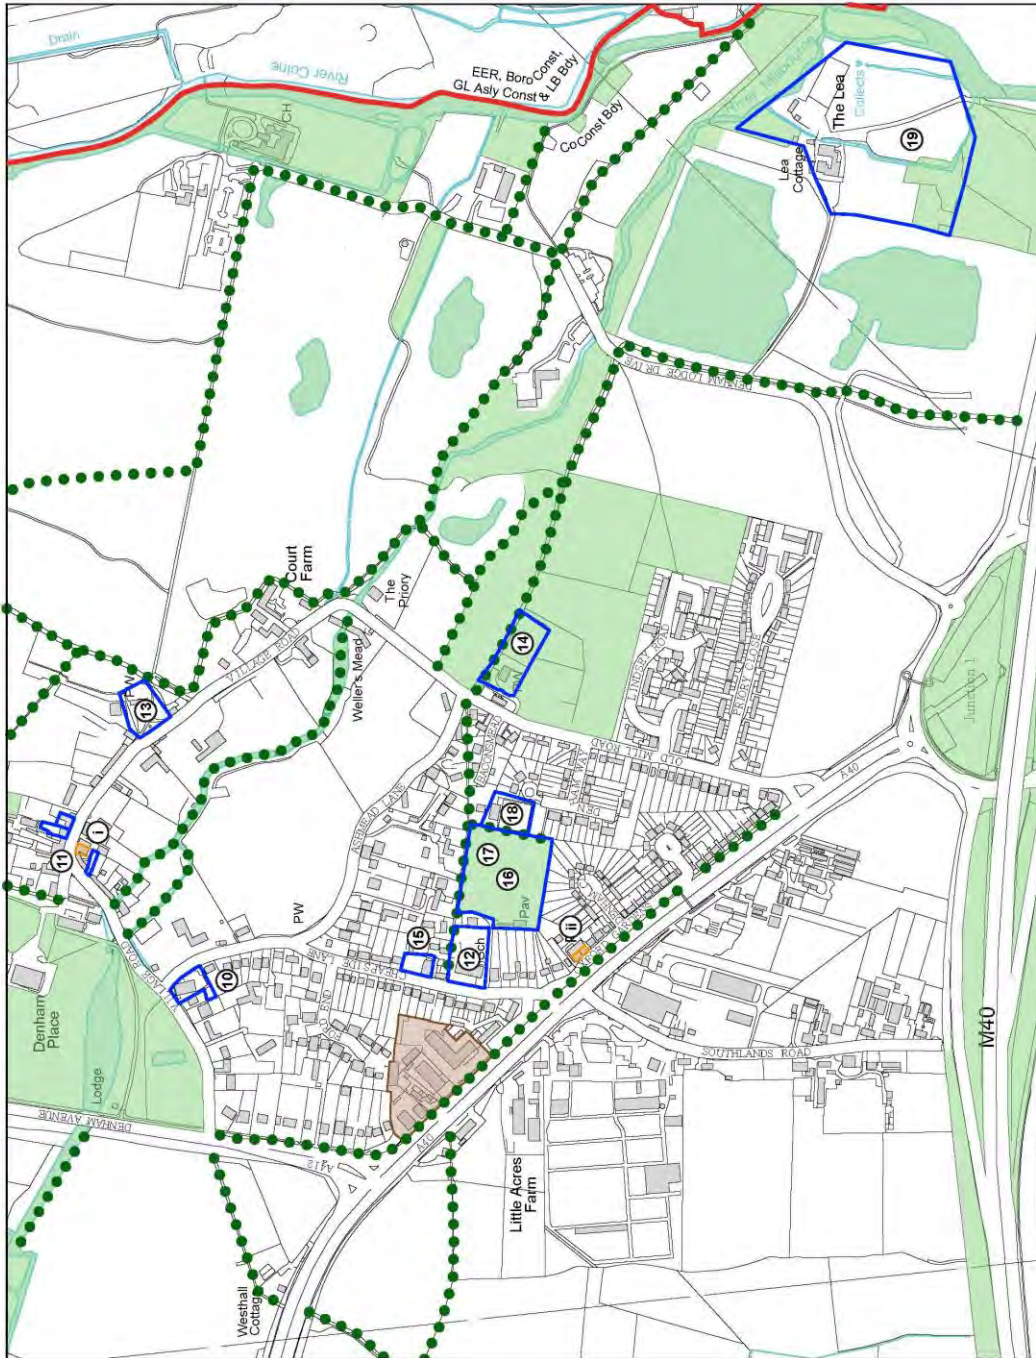 Drain
River Colne
EER, Boro Const,
GL Asly Const & LB Bdy
Co Const Bdy
CH
The Lea
Collects
Lea
Cottage
19
DENHAM LODGE DRIVE
Court
Farm
The
Priory
VILLAGE ROAD
Weller's Mead
13
14
11
i
Denham
Place
VILLAGE ROAD
10
PW
ASHMEAD LANE
CHEAPSIDE LANE
15
12
Sch
16
17
18
Pav
ii
OLD MILL ROAD
LINDSEY ROAD
PRIORY CLOSE
A40
Junction 1
Lodge
DENHAM AVENUE
A412
A40
Westhall
Cottage
Little Acres
Farm
SOUTHLANDS ROAD
M40